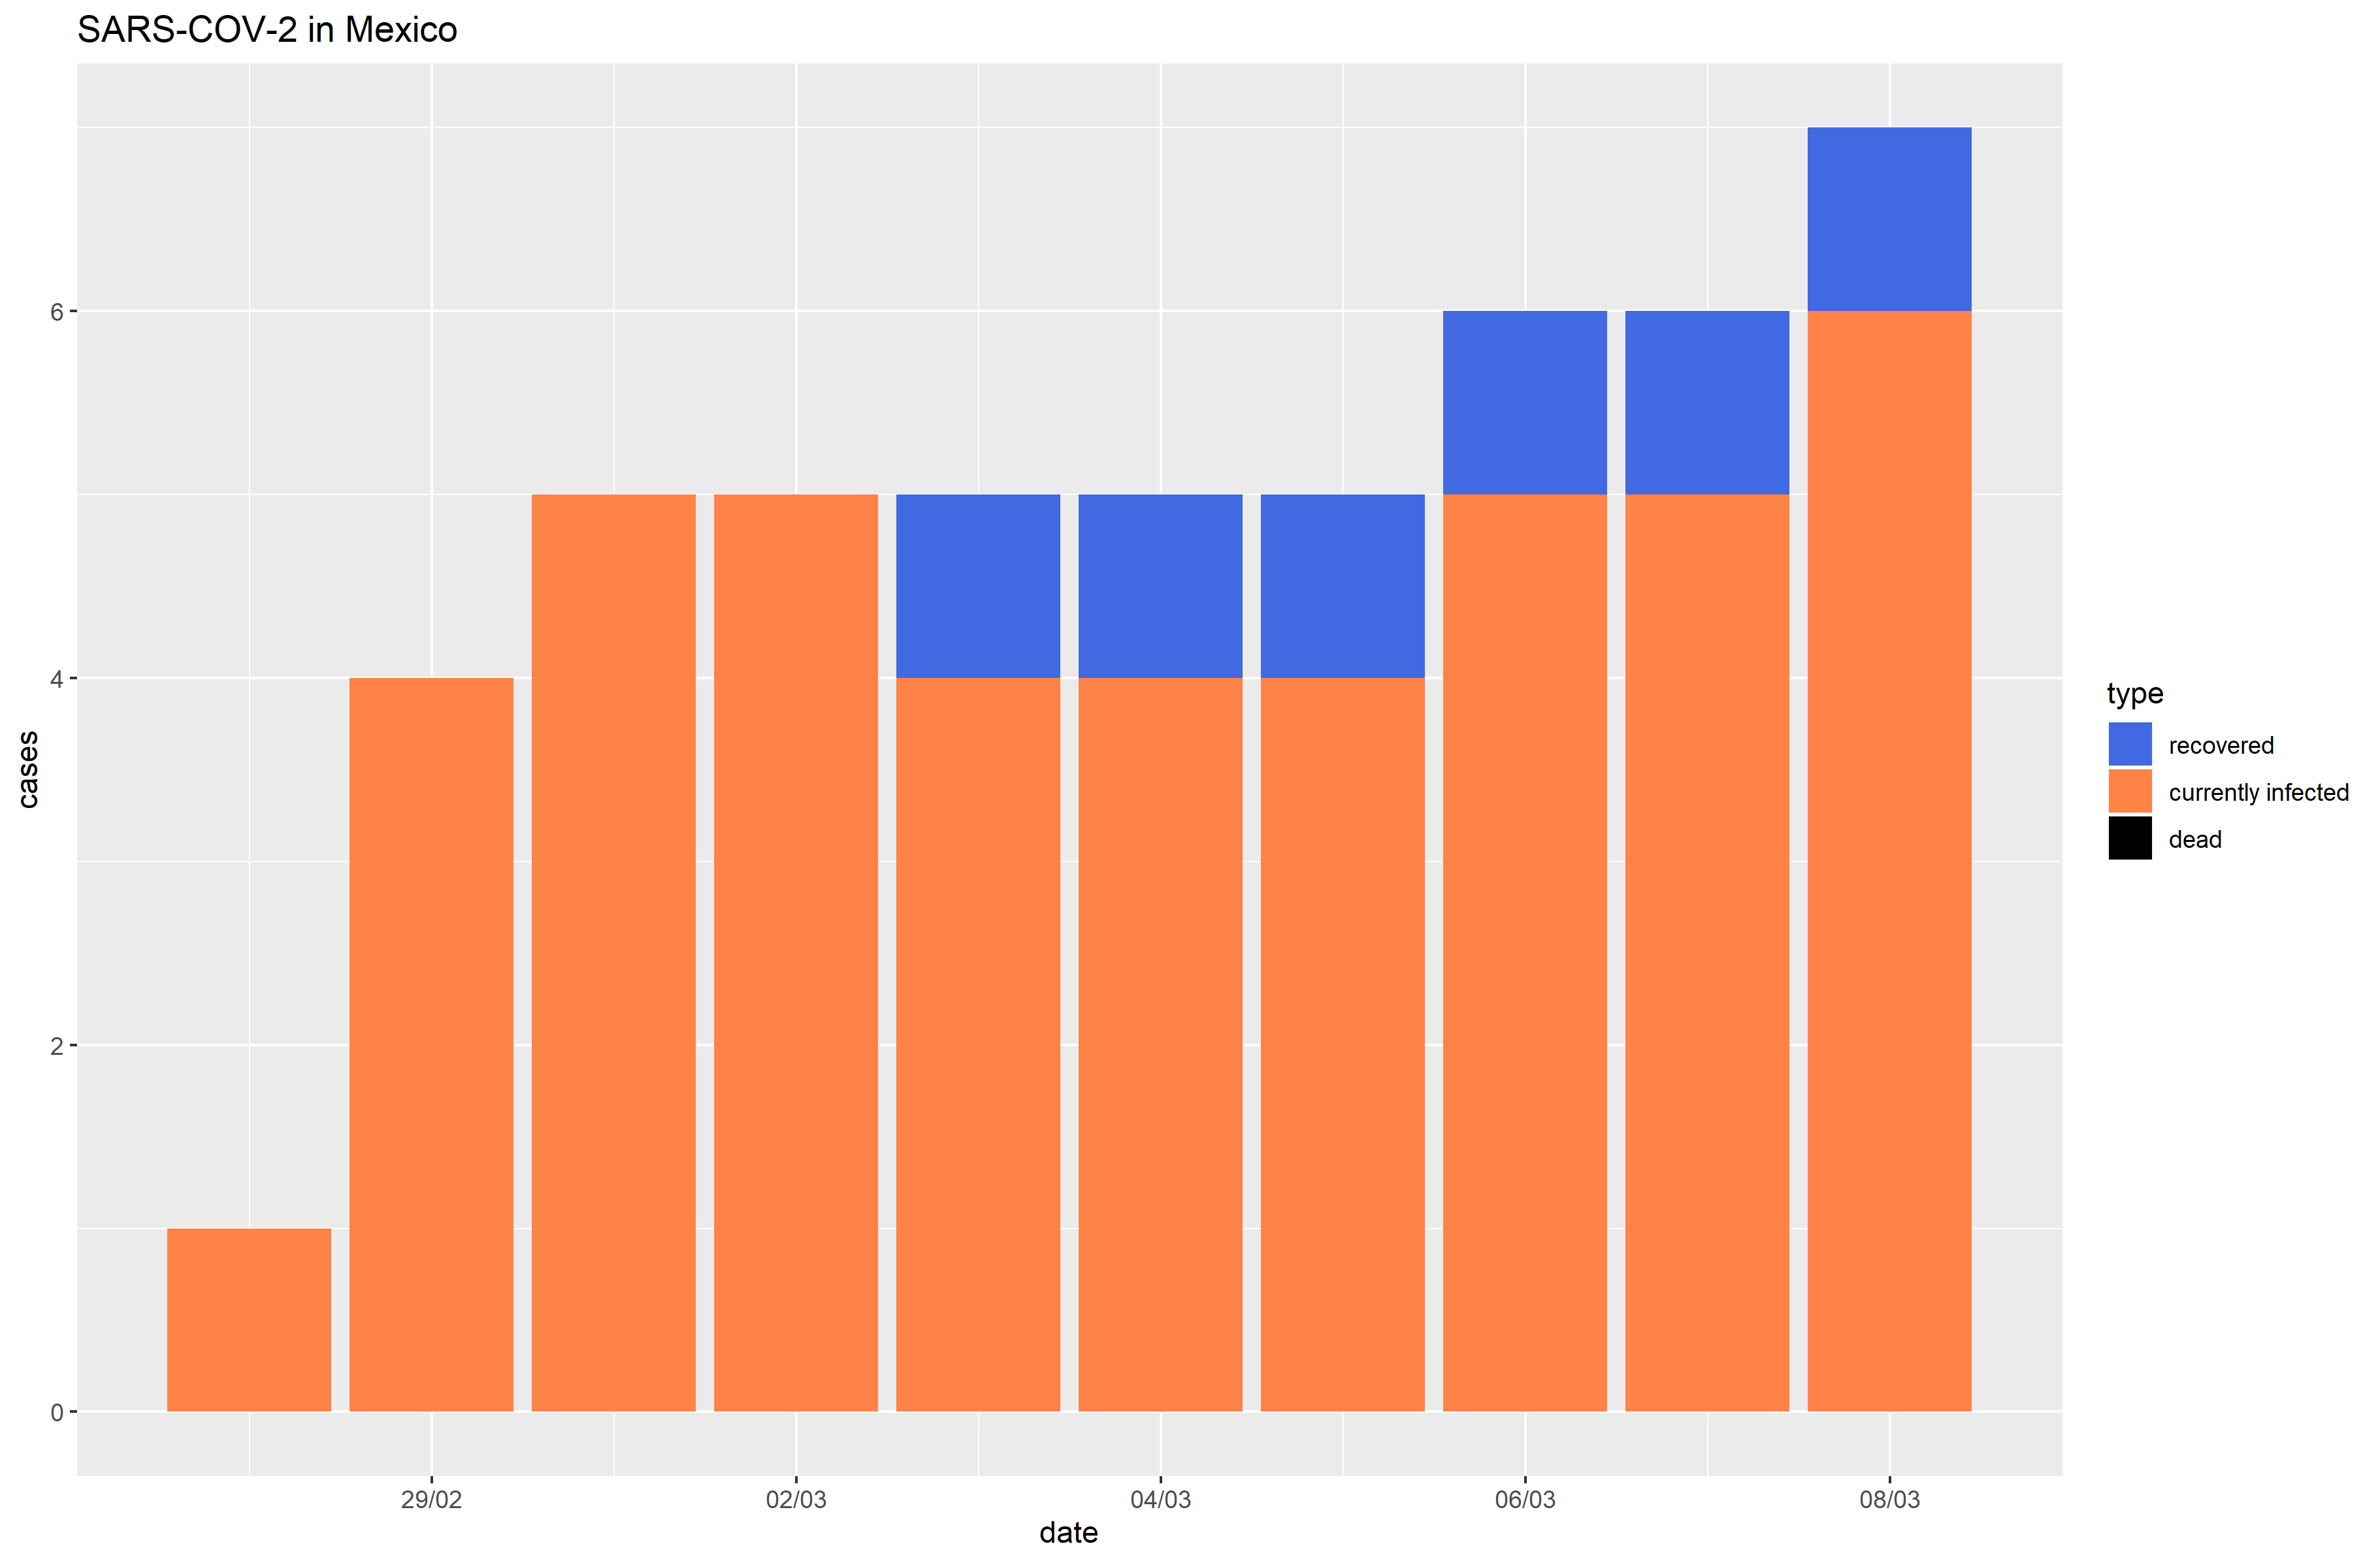 SARS-COV-2 in Mexico
cases
6
4
2
0
29/02
02/03
04/03
06/03
08/03
date
type
recovered
currently infected
dead